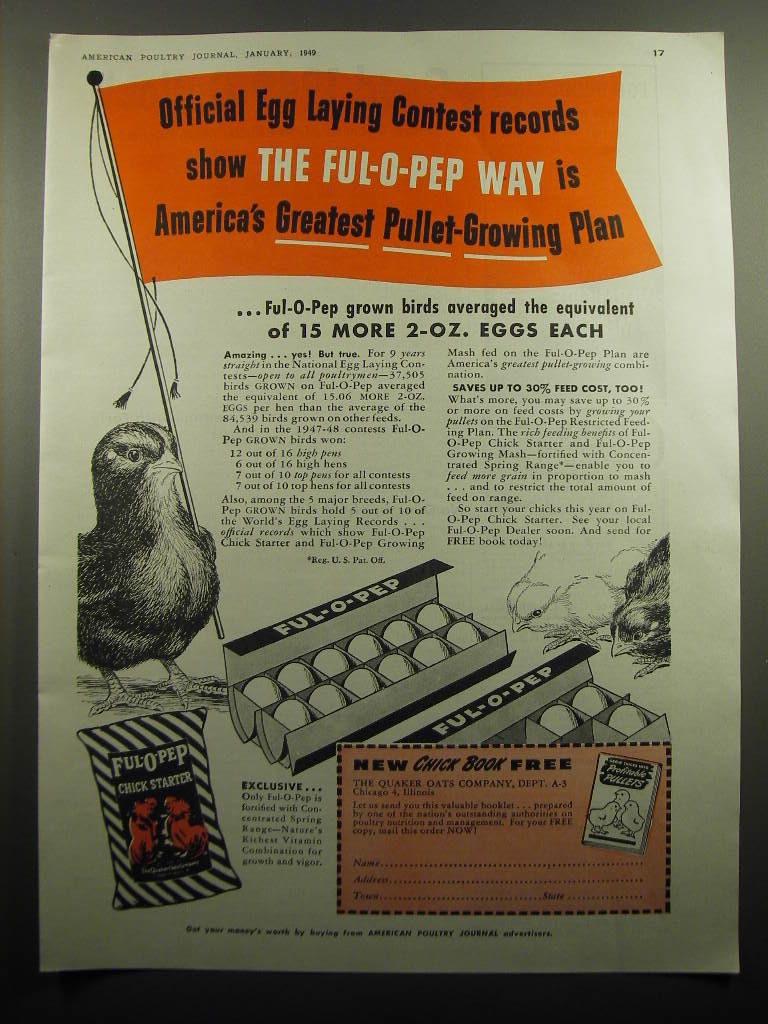 AMERICAN POULTRY JOURNAL, JANUARY, 1949
17
Official Egg Laying Contest records
show THE FUL-O-PEP WAY is
America's Greatest Pullet-Growing Plan
...Ful-O-Pep grown birds averaged the equivalent
of 15 MORE 2-OZ. EGGS EACH
Amazing . . . yes! But true. For 9 years
straight in the National Egg Laying Con-
tests—open to all poultrymen—37,505
birds GROWN on Ful-O-Pep averaged
the equivalent of 15.06 MORE 2-OZ.
EGGS per hen than the average of the
84,539 birds grown on other feeds.
And in the 1947-48 contests Ful-O-
Pep GROWN birds won:
12 out of 16 high pens
6 out of 16 high hens
7 out of 10 top pens for all contests
7 out of 10 top hens for all contests
Also, among the 5 major breeds, Ful-O-
Pep GROWN birds hold 5 out of 10 of
the World's Egg Laying Records . . .
official records which show Ful-O-Pep
Chick Starter and Ful-O-Pep Growing
Mash fed on the Ful-O-Pep Plan are
America's greatest pullet-growing combi-
nation.
SAVES UP TO 30% FEED COST, TOO!
What's more, you may save up to 30%
or more on feed costs by growing your
pullets on the Ful-O-Pep Restricted Feed-
ing Plan. The rich feeding benefits of Ful-
O-Pep Chick Starter and Ful-O-Pep
Growing Mash—fortified with Concen-
trated Spring Range*—enable you to
feed more grain in proportion to mash
. . . and to restrict the total amount of
feed on range.
So start your chicks this year on Ful-
O-Pep Chick Starter. See your local
Ful-O-Pep Dealer soon. And send for
FREE book today!
*Reg. U. S. Pat. Off.
FUL-O-PEP
FUL-O-PEP
FUL-O-PEP
CHICK STARTER
The Quaker Oats Company
EXCLUSIVE . . .
Only Ful-O-Pep is
fortified with Con-
centrated Spring
Range—Nature's
Richest Vitamin
Combination for
growth and vigor.
NEW CHICK BOOK FREE
THE QUAKER OATS COMPANY, DEPT. A-3
Chicago 4, Illinois
Let us send you this valuable booklet . . . prepared
by one of the nation's outstanding authorities on
poultry nutrition and management. For your FREE
copy, mail this order NOW!
Name
Address
Town State
GROW CHICKS INTO
Profitable
PULLETS
Get your money's worth by buying from AMERICAN POULTRY JOURNAL advertisers.